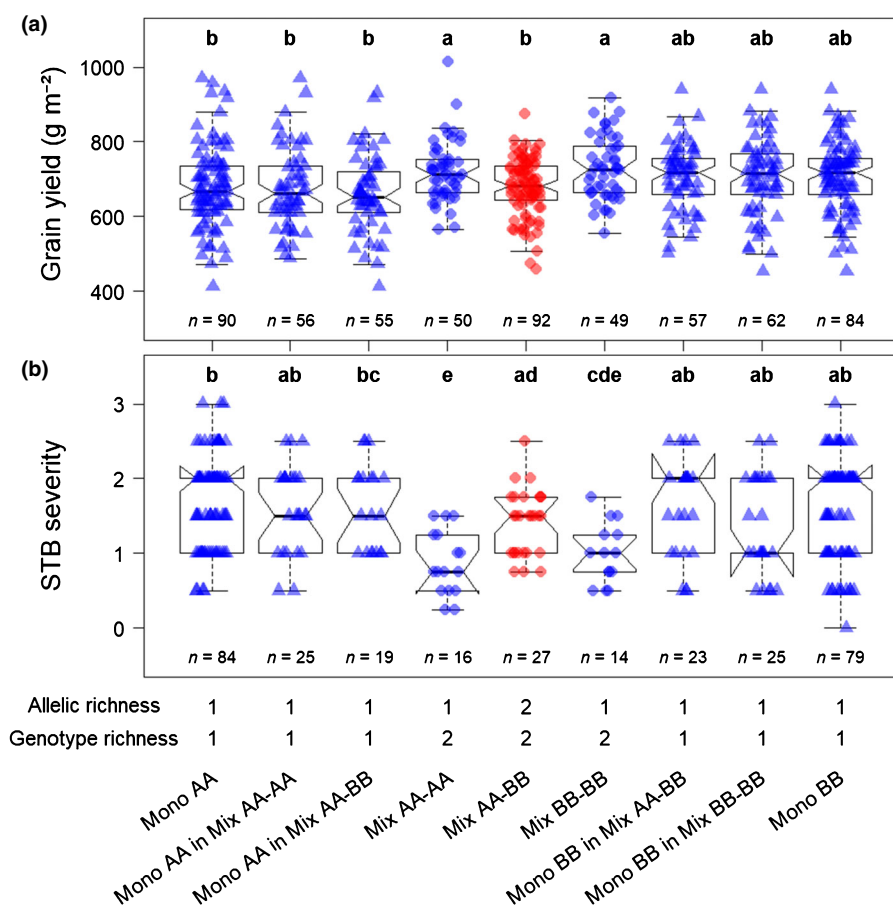 (a)
b b b a b a ab ab ab
Grain yield (g m⁻²)
1000
800
600
400
n = 90 n = 56 n = 55 n = 50 n = 92 n = 49 n = 57 n = 62 n = 84
(b)
b ab bc e ad cde ab ab ab
STB severity
3
2
1
0
n = 84 n = 25 n = 19 n = 16 n = 27 n = 14 n = 23 n = 25 n = 79
Allelic richness 1 1 1 1 2 1 1 1 1
Genotype richness 1 1 1 2 2 2 1 1 1
Mono AA
Mono AA in Mix AA-AA
Mono AA in Mix AA-BB
Mix AA-AA
Mix AA-BB
Mix BB-BB
Mono BB in Mix AA-BB
Mono BB in Mix BB-BB
Mono BB